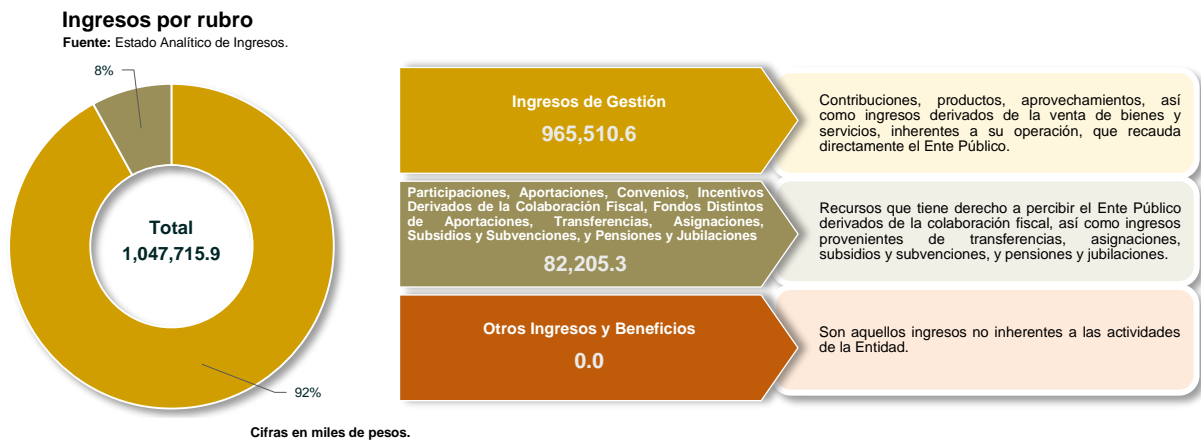 Ingresos por rubro
Fuente: Estado Analítico de Ingresos.
8%
Total
1,047,715.9
92%
Ingresos de Gestión
965,510.6
Contribuciones, productos, aprovechamientos, así
como ingresos derivados de la venta de bienes y
servicios, inherentes a su operación, que recauda
directamente el Ente Público.
Participaciones, Aportaciones, Convenios, Incentivos
Derivados de la Colaboración Fiscal, Fondos Distintos
de Aportaciones, Transferencias, Asignaciones,
Subsidios y Subvenciones, y Pensiones y Jubilaciones
82,205.3
Recursos que tiene derecho a percibir el Ente Público
derivados de la colaboración fiscal, así como ingresos
provenientes de transferencias, asignaciones,
subsidios y subvenciones, y pensiones y jubilaciones.
Otros Ingresos y Beneficios
0.0
Son aquellos ingresos no inherentes a las actividades
de la Entidad.
Cifras en miles de pesos.